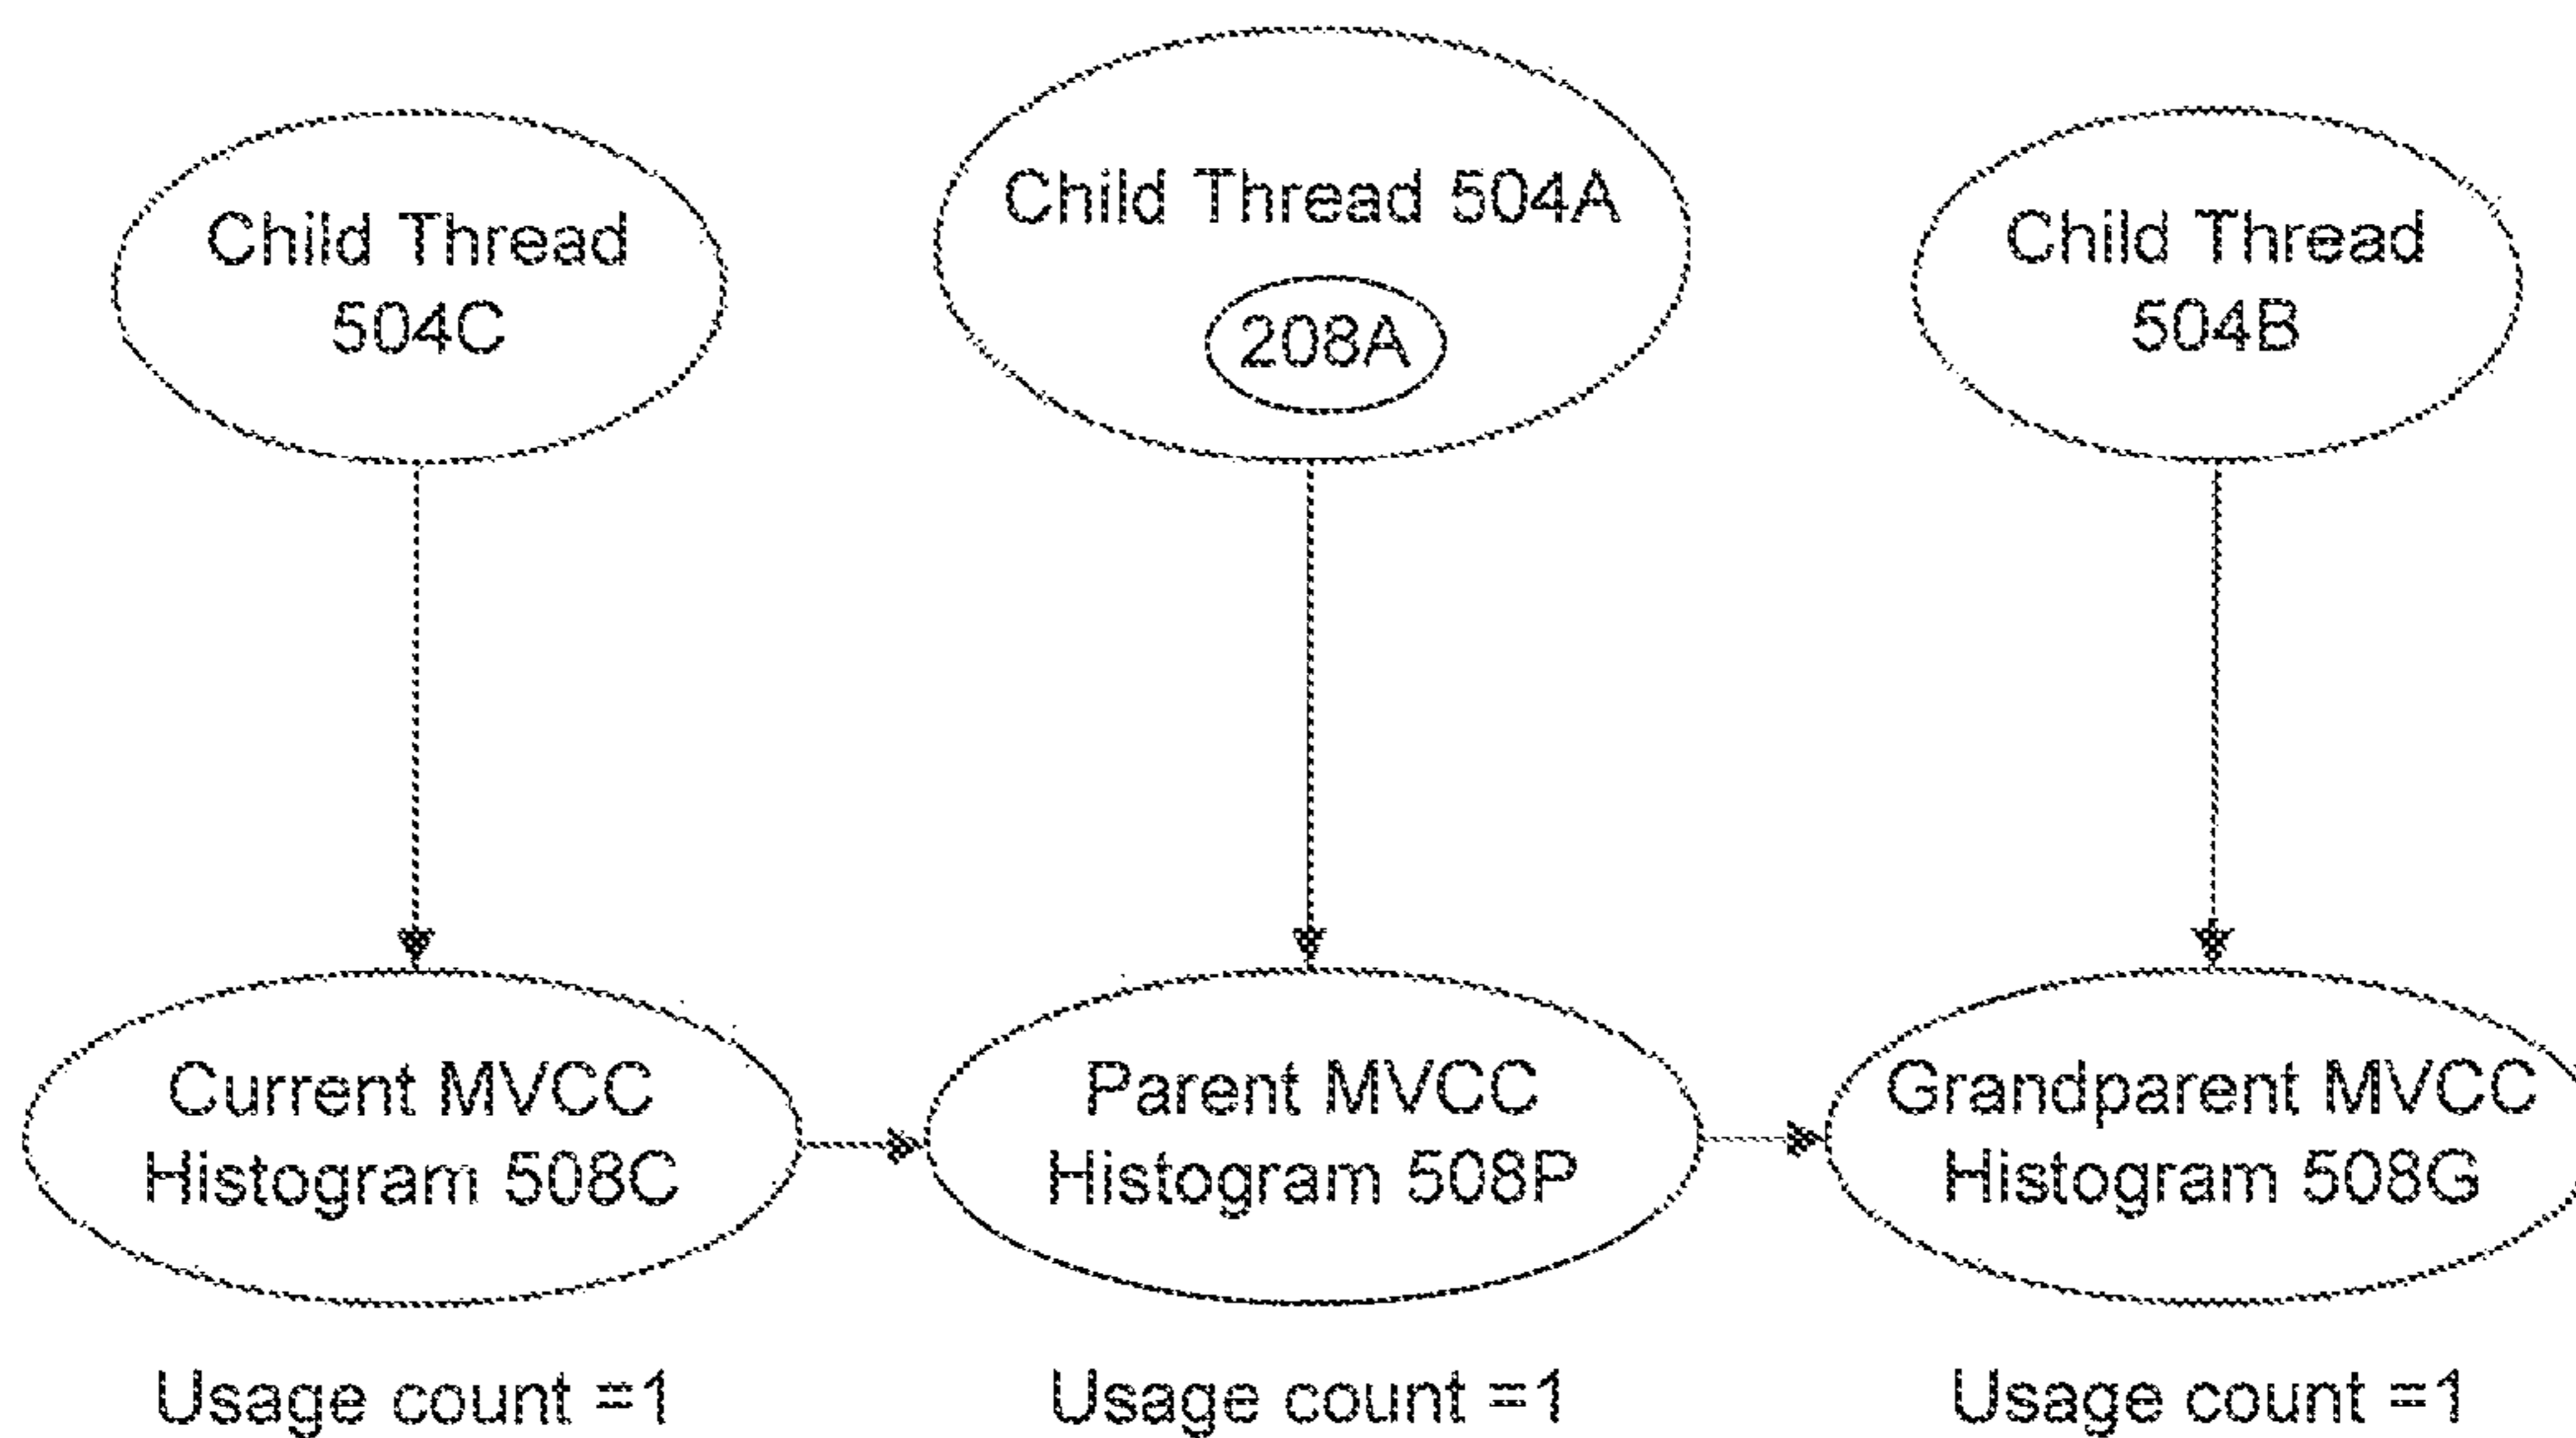 Child Thread
504C
Child Thread 504A
208A
Child Thread
504B
Current MVCC
Histogram 508C
Parent MVCC
Histogram 508P
Grandparent MVCC
Histogram 508G
Usage count =1
Usage count =1
Usage count =1